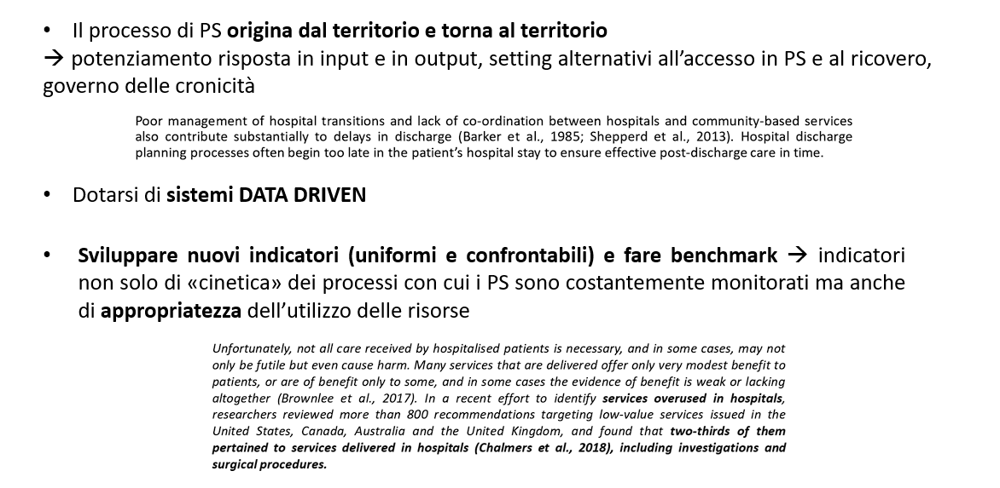 • Il processo di PS origina dal territorio e torna al territorio
→ potenziamento risposta in input e in output, setting alternativi all’accesso in PS e al ricovero,
governo delle cronicità
Poor management of hospital transitions and lack of co-ordination between hospitals and community-based services
also contribute substantially to delays in discharge (Barker et al., 1985; Shepperd et al., 2013). Hospital discharge
planning processes often begin too late in the patient’s hospital stay to ensure effective post-discharge care in time.
• Dotarsi di sistemi DATA DRIVEN
• Sviluppare nuovi indicatori (uniformi e confrontabili) e fare benchmark → indicatori
non solo di «cinetica» dei processi con cui i PS sono costantemente monitorati ma anche
di appropriatezza dell’utilizzo delle risorse
Unfortunately, not all care received by hospitalised patients is necessary, and in some cases, may not
only be futile but even cause harm. Many services that are delivered offer only very modest benefit to
patients, or are of benefit only to some, and in some cases the evidence of benefit is weak or lacking
altogether (Brownlee et al., 2017). In a recent effort to identify services overused in hospitals,
researchers reviewed more than 800 recommendations targeting low-value services issued in the
United States, Canada, Australia and the United Kingdom, and found that two-thirds of them
pertained to services delivered in hospitals (Chalmers et al., 2018), including investigations and
surgical procedures.